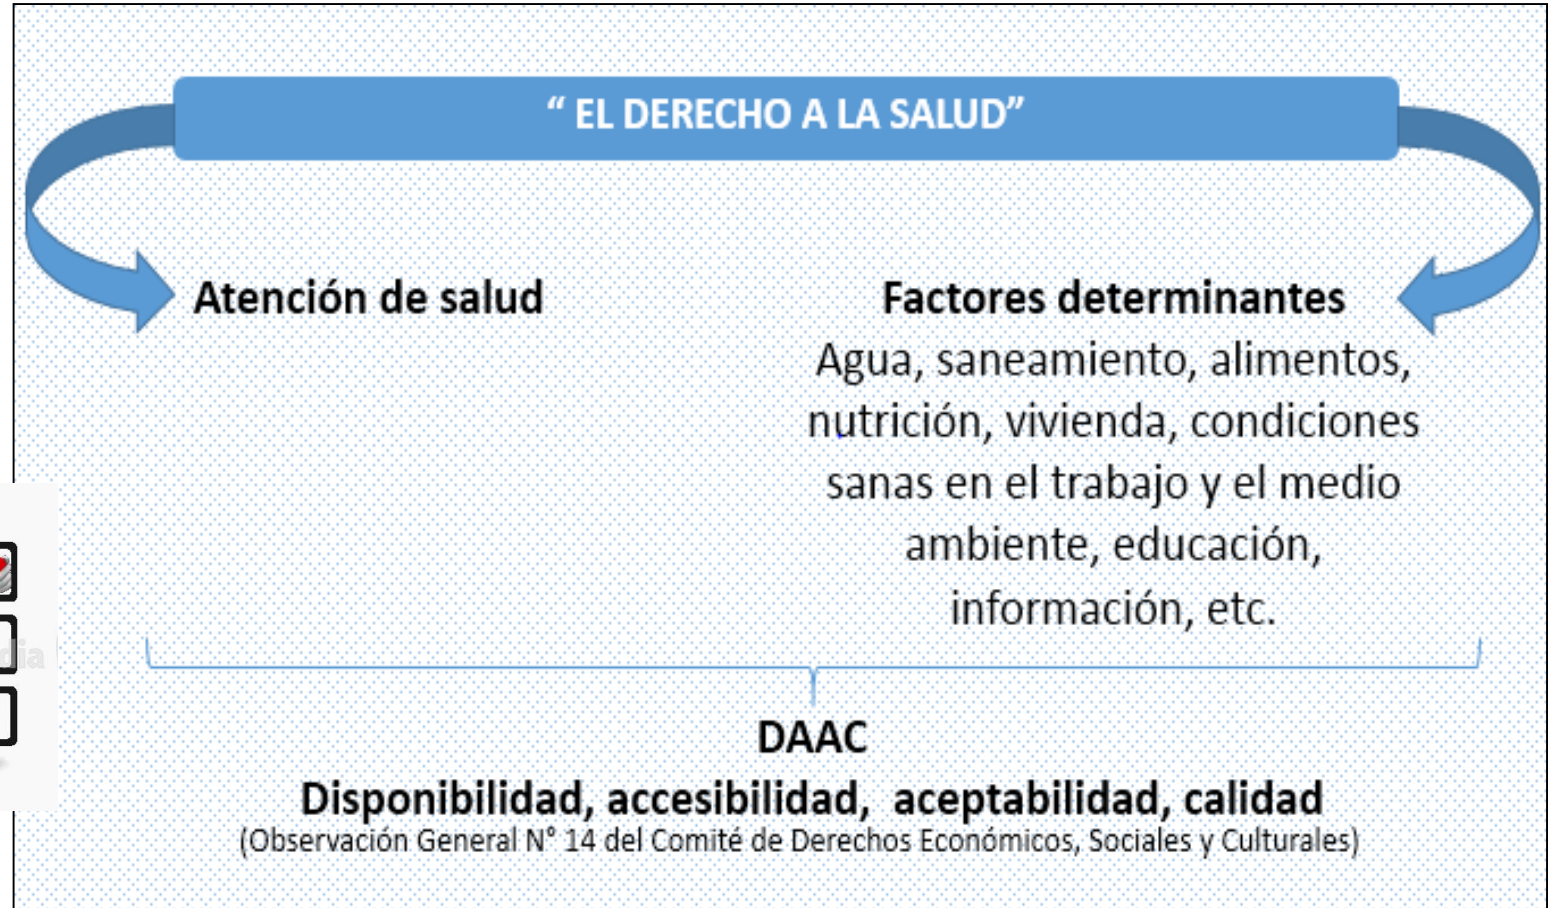 “ EL DERECHO A LA SALUD”
Atención de salud
Factores determinantes
Agua, saneamiento, alimentos,
nutrición, vivienda, condiciones
sanas en el trabajo y el medio
ambiente, educación,
información, etc.
dia
DAAC
Disponibilidad, accesibilidad, aceptabilidad, calidad
(Observación General N° 14 del Comité de Derechos Económicos, Sociales y Culturales)